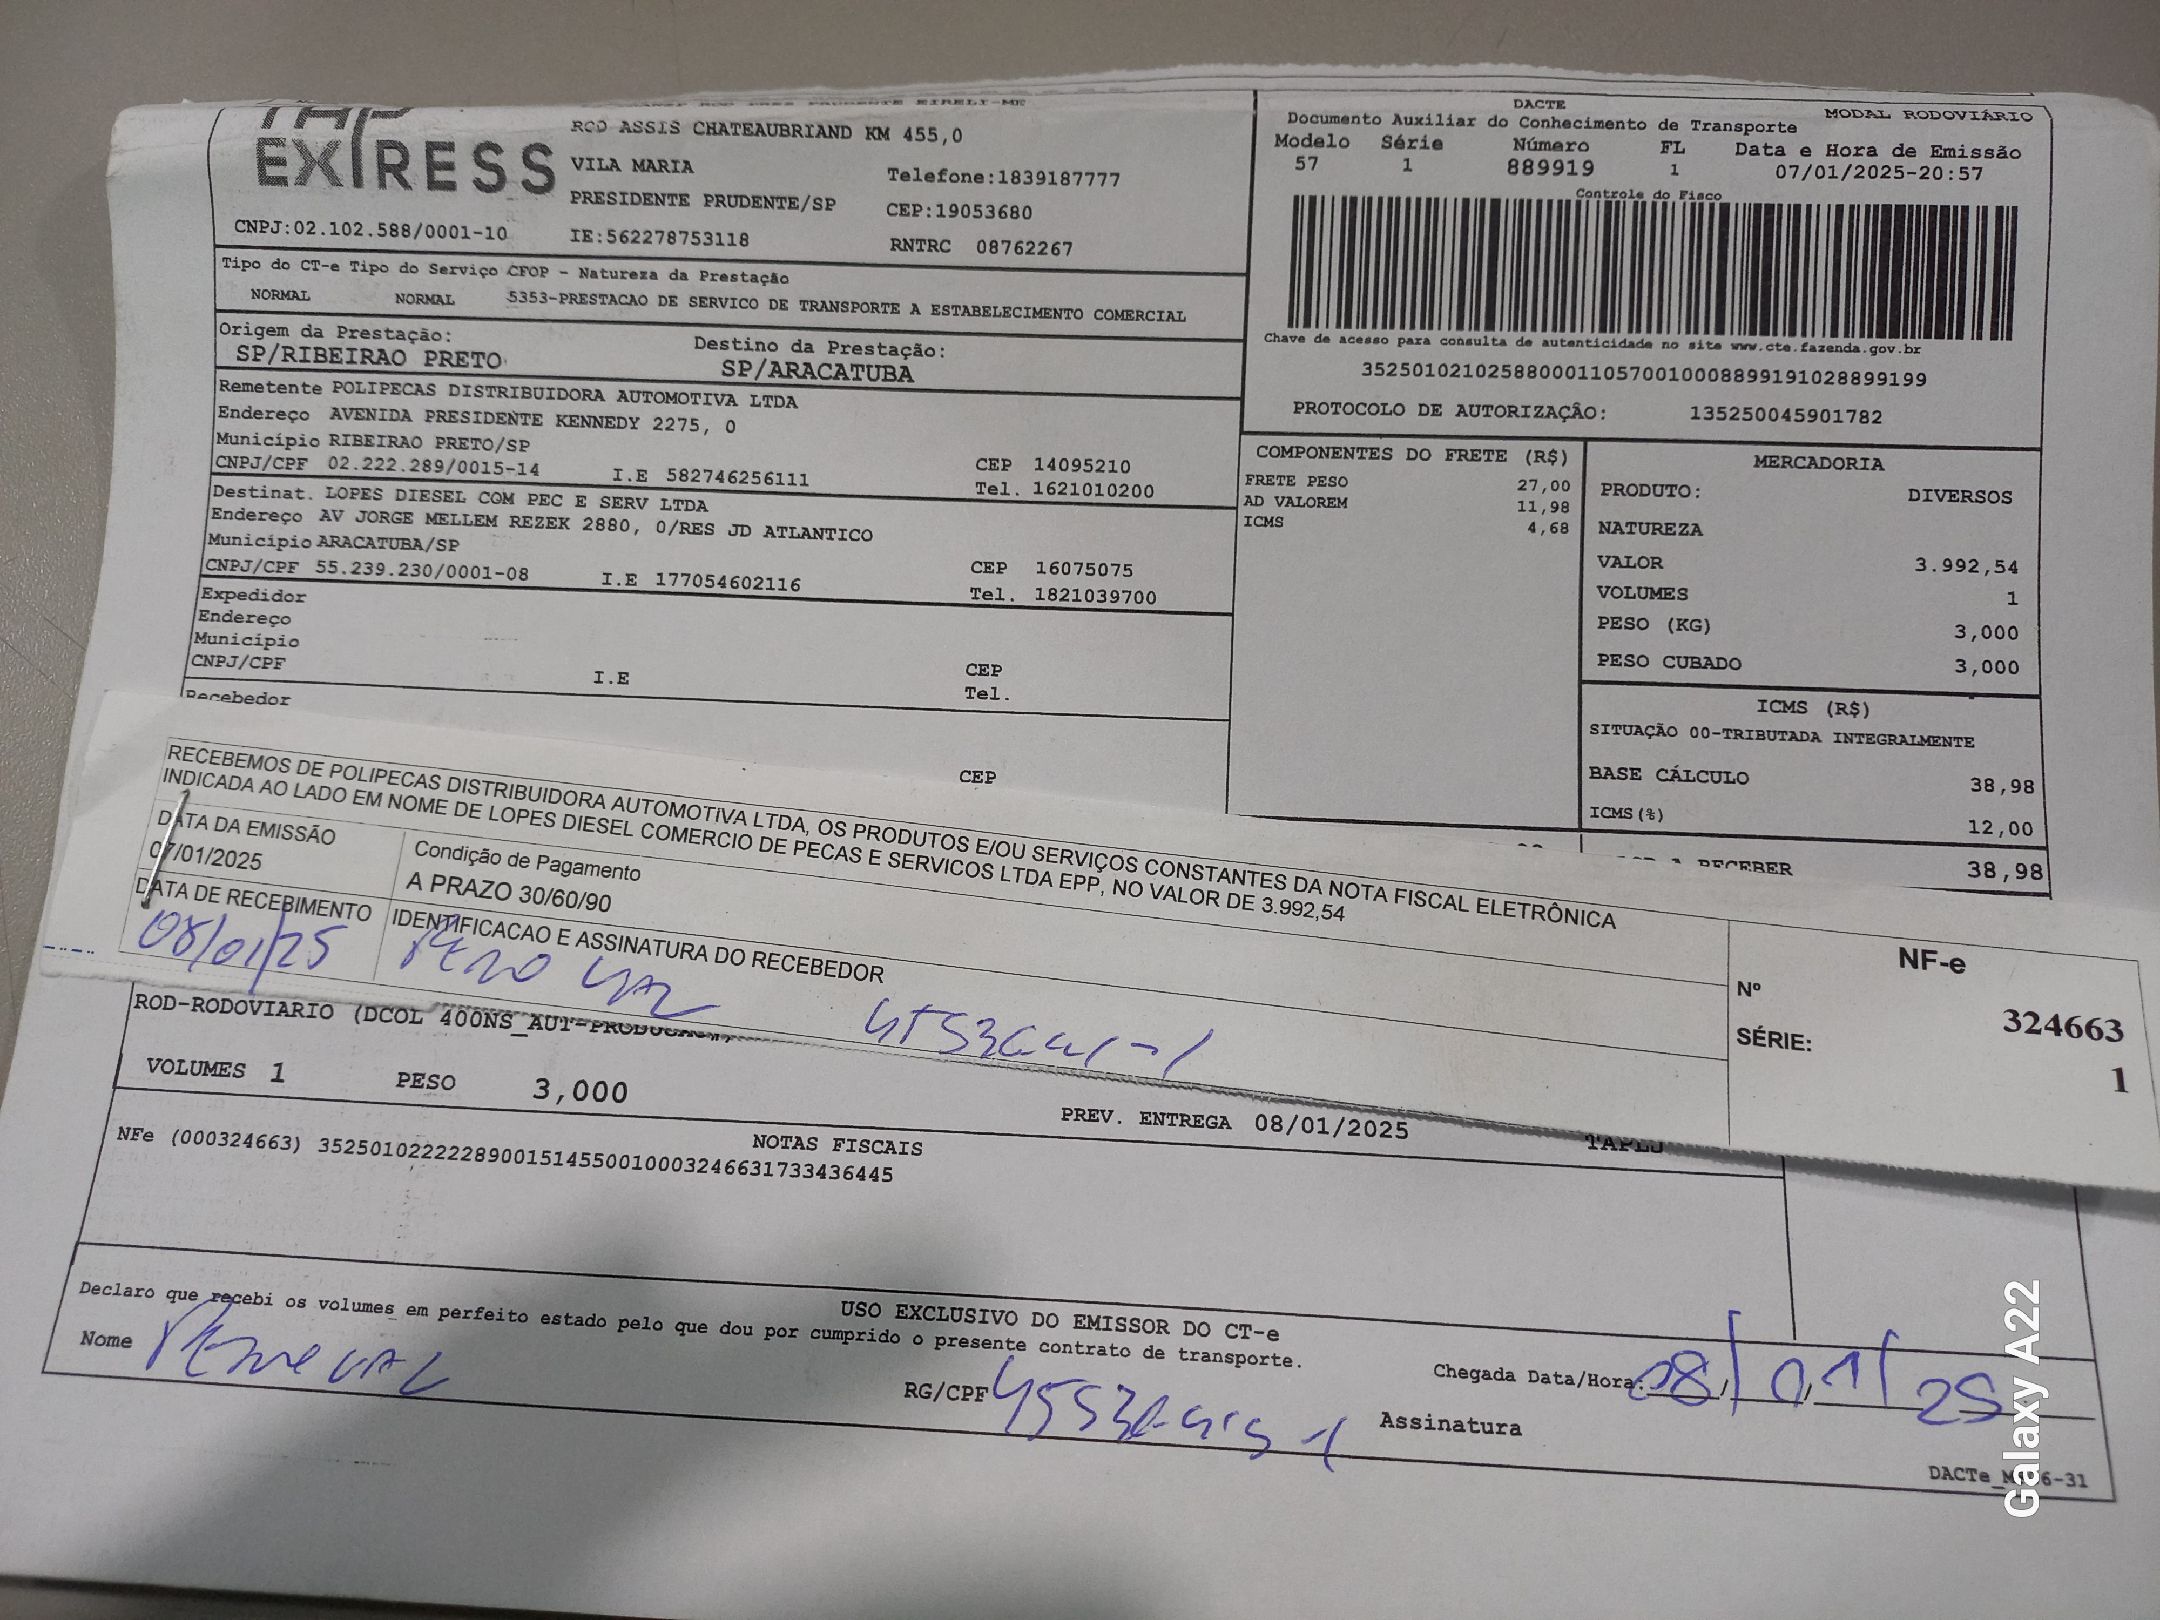 EXPRESS
ROD ASSIS CHATEAUBRIAND KM 455,0
VILA MARIA
Telefone:1839187777
PRESIDENTE PRUDENTE/SP
CEP:19053680
CNPJ:02.102.588/0001-10
IE:562278753118
RNTRC 08762267
DACTE
MODAL RODOVIÁRIO
Documento Auxiliar do Conhecimento de Transporte
Modelo Série Número FL Data e Hora de Emissão
57 1 889919 1 07/01/2025-20:57
Controle do Fisco
Chave de acesso para consulta de autenticidade no site www.cte.fazenda.gov.br
35250102102588000110570010008899191028899199
PROTOCOLO DE AUTORIZAÇÃO: 135250045901782
Tipo do CT-e Tipo do Serviço CFOP - Natureza da Prestação
NORMAL NORMAL 5353-PRESTACAO DE SERVICO DE TRANSPORTE A ESTABELECIMENTO COMERCIAL
Origem da Prestação: Destino da Prestação:
SP/RIBEIRAO PRETO SP/ARACATUBA
Remetente POLIPECAS DISTRIBUIDORA AUTOMOTIVA LTDA
Endereço AVENIDA PRESIDENTE KENNEDY 2275, 0
Município RIBEIRAO PRETO/SP
CEP 14095210
CNPJ/CPF 02.222.289/0015-14 I.E 582746256111
Tel. 1621010200
Destinat. LOPES DIESEL COM PEC E SERV LTDA
Endereço AV JORGE MELLEM REZEK 2880, 0/RES JD ATLANTICO
Município ARACATUBA/SP
CEP 16075075
CNPJ/CPF 55.239.230/0001-08 I.E 177054602116
Tel. 1821039700
Expedidor
Endereço
Município
CEP
CNPJ/CPF I.E
Tel.
Recebedor
CEP
COMPONENTES DO FRETE (R$)
FRETE PESO 27,00
AD VALOREM 11,98
ICMS 4,68
MERCADORIA
PRODUTO: DIVERSOS
NATUREZA
VALOR 3.992,54
VOLUMES 1
PESO (KG) 3,000
PESO CUBADO 3,000
ICMS (R$)
SITUAÇÃO 00-TRIBUTADA INTEGRALMENTE
BASE CÁLCULO 38,98
ICMS(%) 12,00
A RECEBER 38,98
RECEBEMOS DE POLIPECAS DISTRIBUIDORA AUTOMOTIVA LTDA, OS PRODUTOS E/OU SERVIÇOS CONSTANTES DA NOTA FISCAL ELETRÔNICA
INDICADA AO LADO EM NOME DE LOPES DIESEL COMERCIO DE PECAS E SERVICOS LTDA EPP, NO VALOR DE 3.992,54
DATA DA EMISSÃO
07/01/2025
Condição de Pagamento
A PRAZO 30/60/90
DATA DE RECEBIMENTO
08/01/25
IDENTIFICACAO E ASSINATURA DO RECEBEDOR
NF-e
Nº 324663
SÉRIE: 1
ROD-RODOVIARIO (DCOL 400NS_AUT-PRODUCAO)
VOLUMES 1 PESO 3,000
PREV. ENTREGA 08/01/2025
NOTAS FISCAIS
NFe (000324663) 35250102222289001514550010003246631733436445
USO EXCLUSIVO DO EMISSOR DO CT-e
Declaro que recebi os volumes em perfeito estado pelo que dou por cumprido o presente contrato de transporte.
Nome
RG/CPF
Chegada Data/Hora: 08/01/25
Assinatura
Galaxy A22